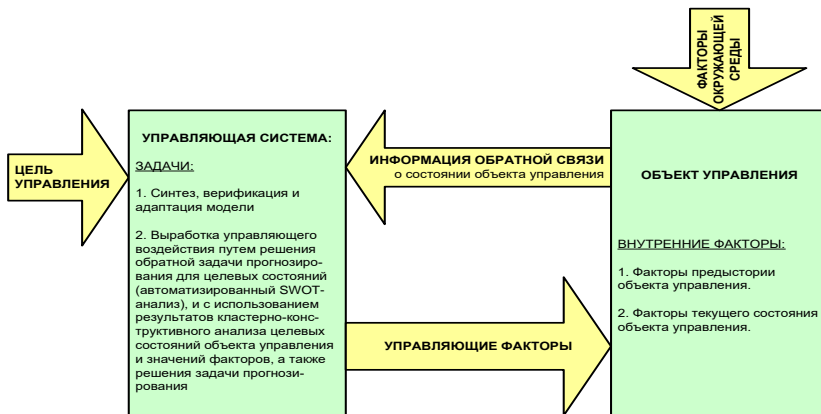 ФАКТОРЫ
ОКРУЖАЮЩЕЙ
СРЕДЫ
ЦЕЛЬ
УПРАВЛЕНИЯ
УПРАВЛЯЮЩАЯ СИСТЕМА:
ЗАДАЧИ:
1. Синтез, верификация и
адаптация модели
2. Выработка управляющего
воздействия путем решения
обратной задачи прогнозиро-
вания для целевых состояний
(автоматизированный SWOT-
анализ), и с использованием
результатов кластерно-конс-
труктивного анализа целевых
состояний объекта управления
и значений факторов, а также
решения задачи прогнози-
рования
ИНФОРМАЦИЯ ОБРАТНОЙ СВЯЗИ
о состоянии объекта управления
УПРАВЛЯЮЩИЕ ФАКТОРЫ
ОБЪЕКТ УПРАВЛЕНИЯ
ВНУТРЕННИЕ ФАКТОРЫ:
1. Факторы предыстории
объекта управления.
2. Факторы текущего состояния
объекта управления.